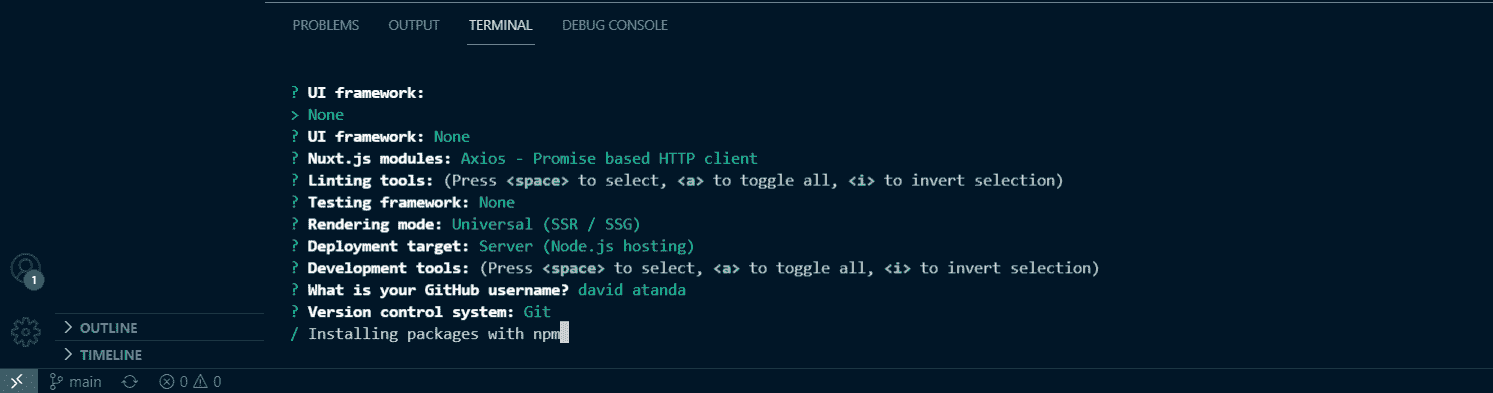 PROBLEMS OUTPUT TERMINAL DEBUG CONSOLE
? UI framework:
> None
? UI framework: None
? Nuxt.js modules: Axios - Promise based HTTP client
? Linting tools: (Press <space> to select, <a> to toggle all, <i> to invert selection)
? Testing framework: None
? Rendering mode: Universal (SSR / SSG)
? Deployment target: Server (Node.js hosting)
? Development tools: (Press <space> to select, <a> to toggle all, <i> to invert selection)
? What is your GitHub username? david atanda
? Version control system: Git
/ Installing packages with npm
1
OUTLINE
TIMELINE
main 0 0